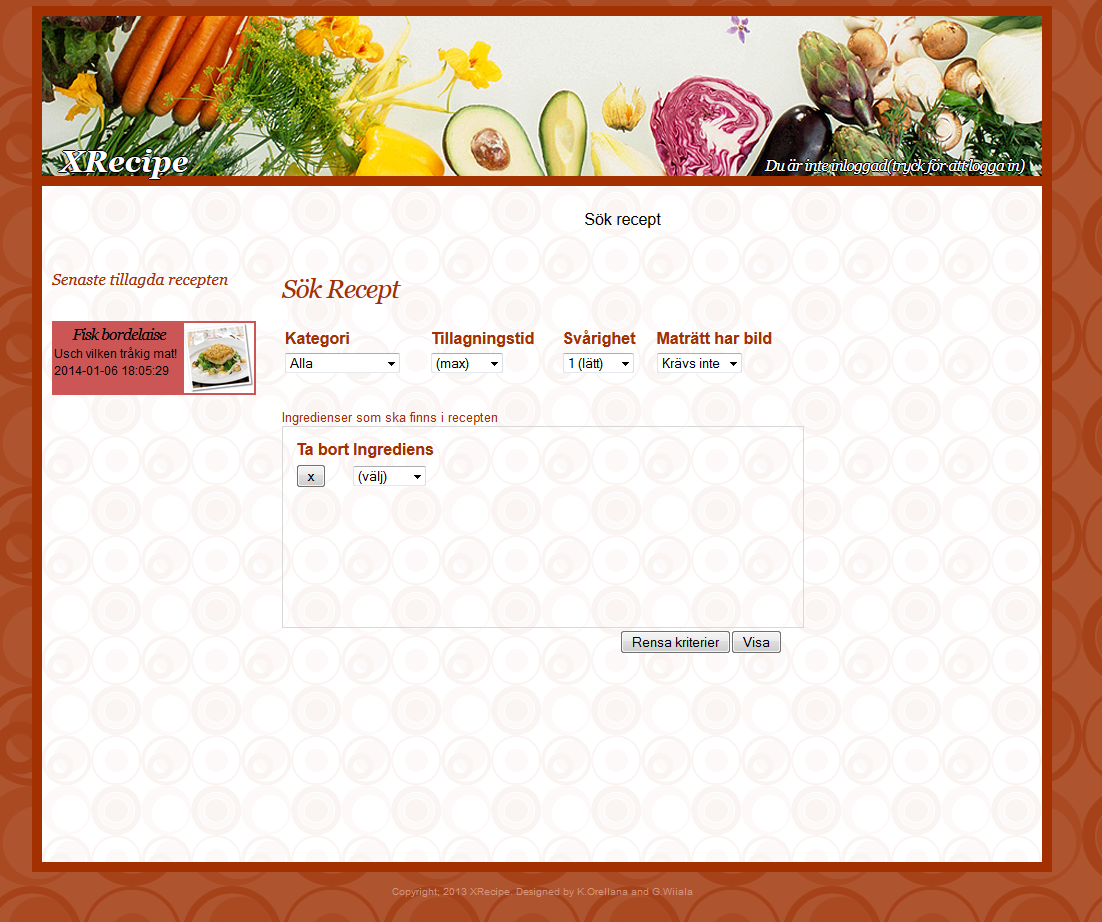 XRecipe
Du är inte inloggad(tryck för att logga in)
Sök recept
Senaste tillagda recepten
Fisk bordelaise
Usch vilken tråkig mat!
2014-01-06 18:05:29
Sök Recept
Kategori Tillagningstid Svårighet Maträtt har bild
Alla (max) 1 (lätt) Krävs inte
Ingredienser som ska finns i recepten
Ta bort Ingrediens
x (välj)
Rensa kriterier Visa
Copyright; 2013 XRecipe. Designed by K.Orellana and G.Wiiala